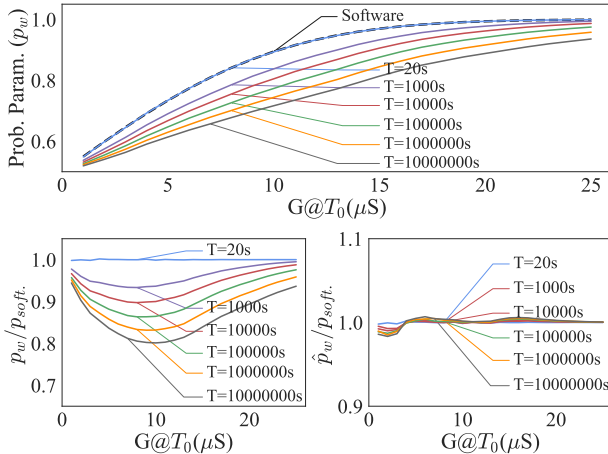 Prob. Param. (p_w)
1.0
0.8
0.6
Software
T=20s
T=1000s
T=10000s
T=100000s
T=1000000s
T=10000000s
0 5 10 15 20 25
G@T₀(μS)
p_w/p_soft.
1.0
0.9
0.8
0.7
T=20s
T=1000s
T=10000s
T=100000s
T=1000000s
T=10000000s
0 10 20
G@T₀(μS)
p̂_w/p_soft.
1.1
1.0
0.9
T=20s
T=1000s
T=10000s
T=100000s
T=1000000s
T=10000000s
0 10 20
G@T₀(μS)